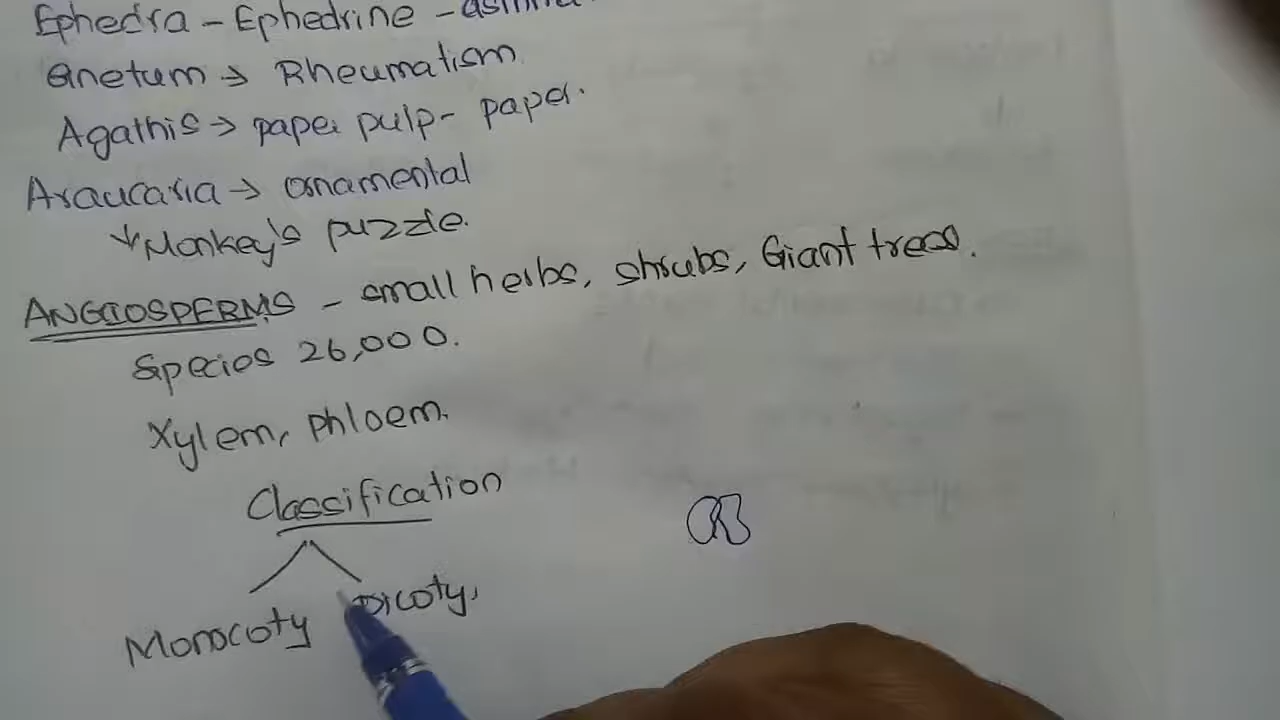 Ephedra - Ephedrine - asthma
Gnetum → Rheumatism
Agathis → paper pulp - paper.
Araucaria → ornamental
↓ Monkey's puzzle.
ANGIOSPERMS - small herbs, shrubs, Giant trees.
Species 26,000.
Xylem, phloem.
Classification
Monocoty Dicoty,